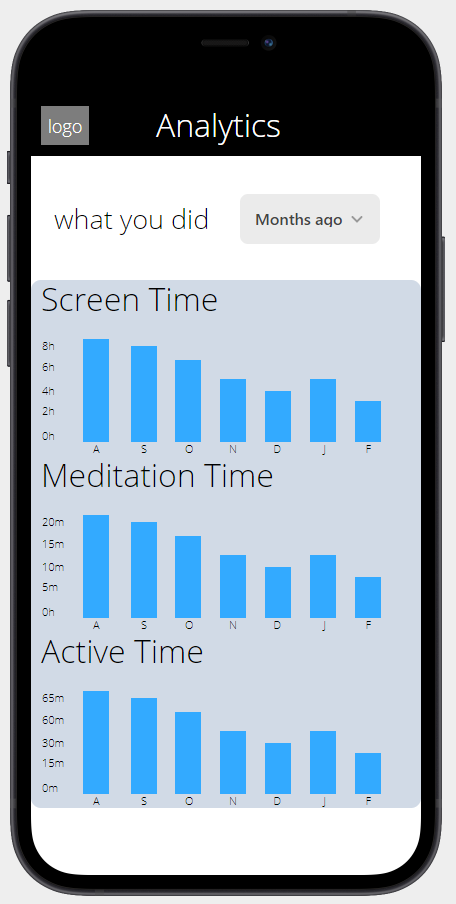 logo
Analytics
what you did
Months ago
Screen Time
8h
6h
4h
2h
0h
A S O N D J F
Meditation Time
20m
15m
10m
5m
0h
A S O N D J F
Active Time
65m
60m
30m
15m
0m
A S O N D J F